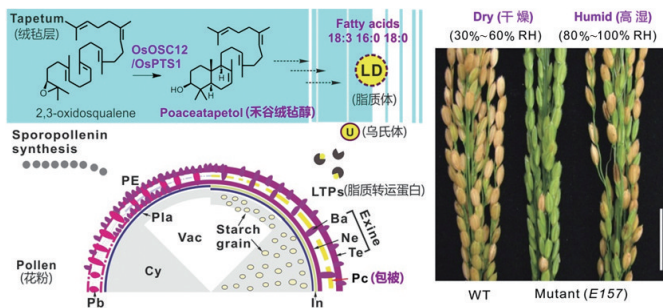 Tapetum
(绒毡层)
OsOSC12
/OsPTS1
2,3-oxidosqualene
HO
Poaceatapetol (禾谷绒毡醇)
Fatty acids
18:3 16:0 18:0
LD
(脂质体)
U (乌氏体)
LTPs(脂质转运蛋白)
Sporopollenin
synthesis
PE
Pla
Vac
Starch
grain
Cy
Pollen
(花粉)
Pb
Ba
Ne
Te
Exine
Pc (包被)
In
Dry (干 燥)
(30%~60% RH)
Humid (高 湿)
(80%~100% RH)
WT
Mutant (E157)